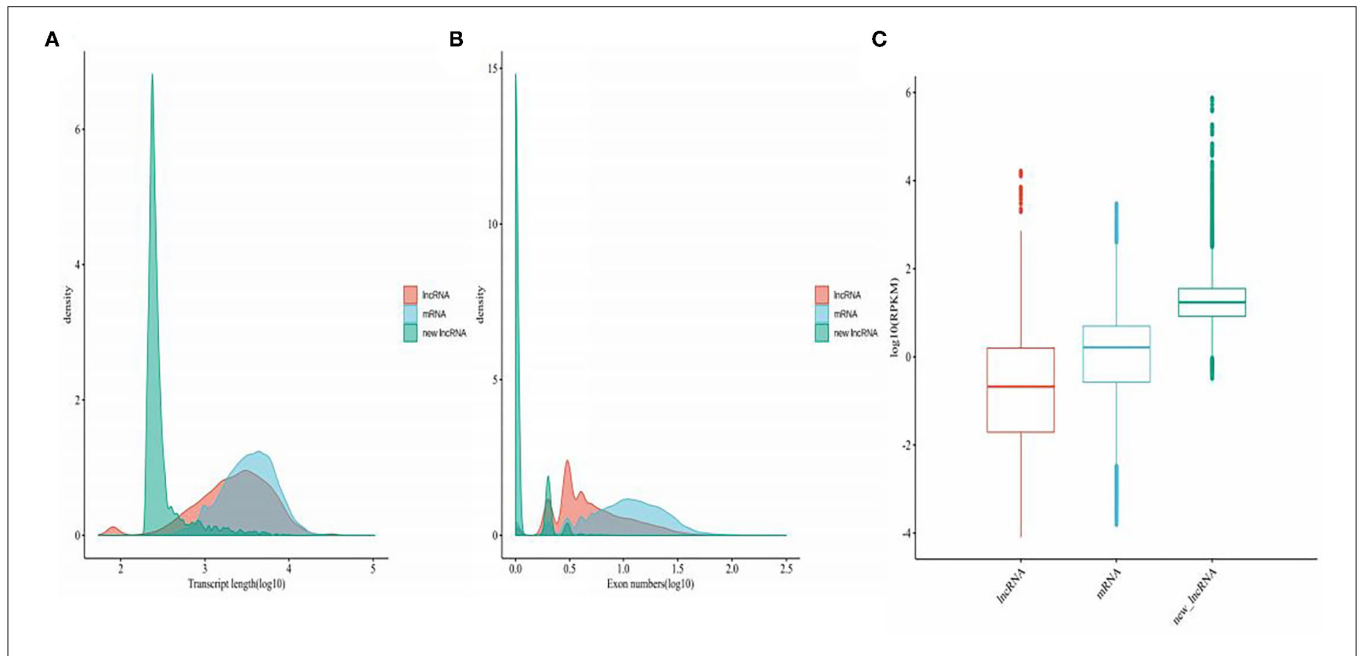 A
density
6
4
2
0
2
3
4
5
Transcript length(log10)
lncRNA
mRNA
new lncRNA
B
density
15
10
5
0
0.0
0.5
1.0
1.5
2.0
2.5
Exon numbers(log10)
lncRNA
mRNA
new lncRNA
C
log10(RPKM)
6
4
2
0
-2
-4
lncRNA
mRNA
new_lncRNA